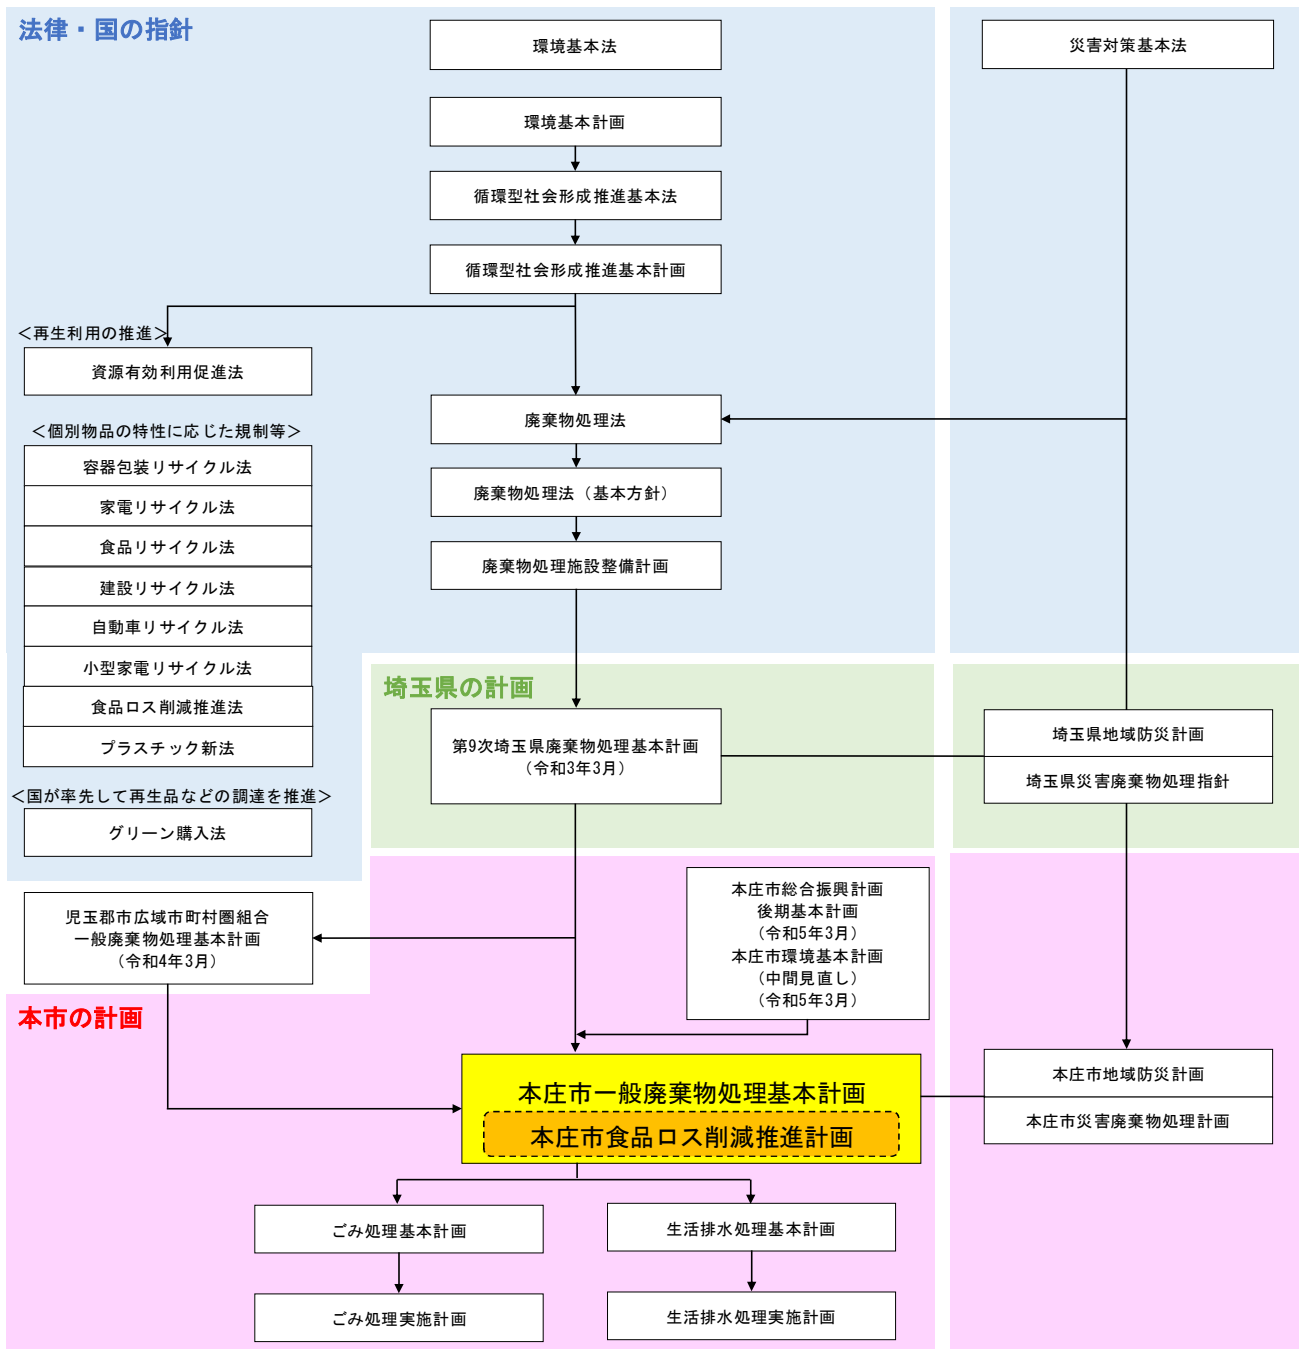 法律・国の指針
環境基本法
災害対策基本法
環境基本計画
循環型社会形成推進基本法
循環型社会形成推進基本計画
＜再生利用の推進＞
資源有効利用促進法
廃棄物処理法
＜個別物品の特性に応じた規制等＞
容器包装リサイクル法
家電リサイクル法
食品リサイクル法
建設リサイクル法
自動車リサイクル法
小型家電リサイクル法
食品ロス削減推進法
プラスチック新法
廃棄物処理法（基本方針）
廃棄物処理施設整備計画
＜国が率先して再生品などの調達を推進＞
グリーン購入法
埼玉県の計画
第9次埼玉県廃棄物処理基本計画
（令和3年3月）
埼玉県地域防災計画
埼玉県災害廃棄物処理指針
児玉郡市広域市町村圏組合
一般廃棄物処理基本計画
（令和4年3月）
本庄市総合振興計画
後期基本計画
（令和5年3月）
本庄市環境基本計画
（中間見直し）
（令和5年3月）
本市の計画
本庄市一般廃棄物処理基本計画
本庄市食品ロス削減推進計画
本庄市地域防災計画
本庄市災害廃棄物処理計画
ごみ処理基本計画
生活排水処理基本計画
ごみ処理実施計画
生活排水処理実施計画